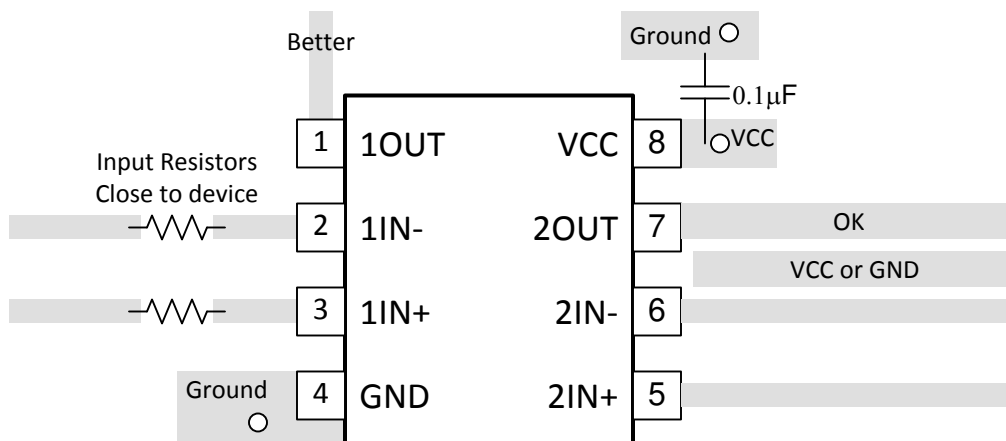 Better
Ground
0.1µF
1 1OUT VCC 8 VCC
Input Resistors
Close to device
2 1IN- 2OUT 7 OK
VCC or GND
3 1IN+ 2IN- 6
Ground
4 GND 2IN+ 5